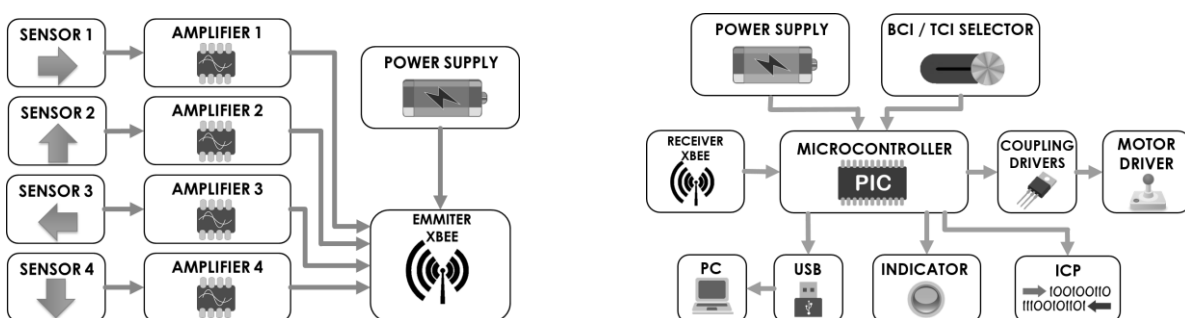 SENSOR 1
AMPLIFIER 1
SENSOR 2
AMPLIFIER 2
SENSOR 3
AMPLIFIER 3
SENSOR 4
AMPLIFIER 4
POWER SUPPLY
EMMITER
XBEE
POWER SUPPLY
BCI / TCI SELECTOR
RECEIVER
XBEE
MICROCONTROLLER
PIC
COUPLING
DRIVERS
MOTOR
DRIVER
PC
USB
INDICATOR
ICP
100100110
11100101101